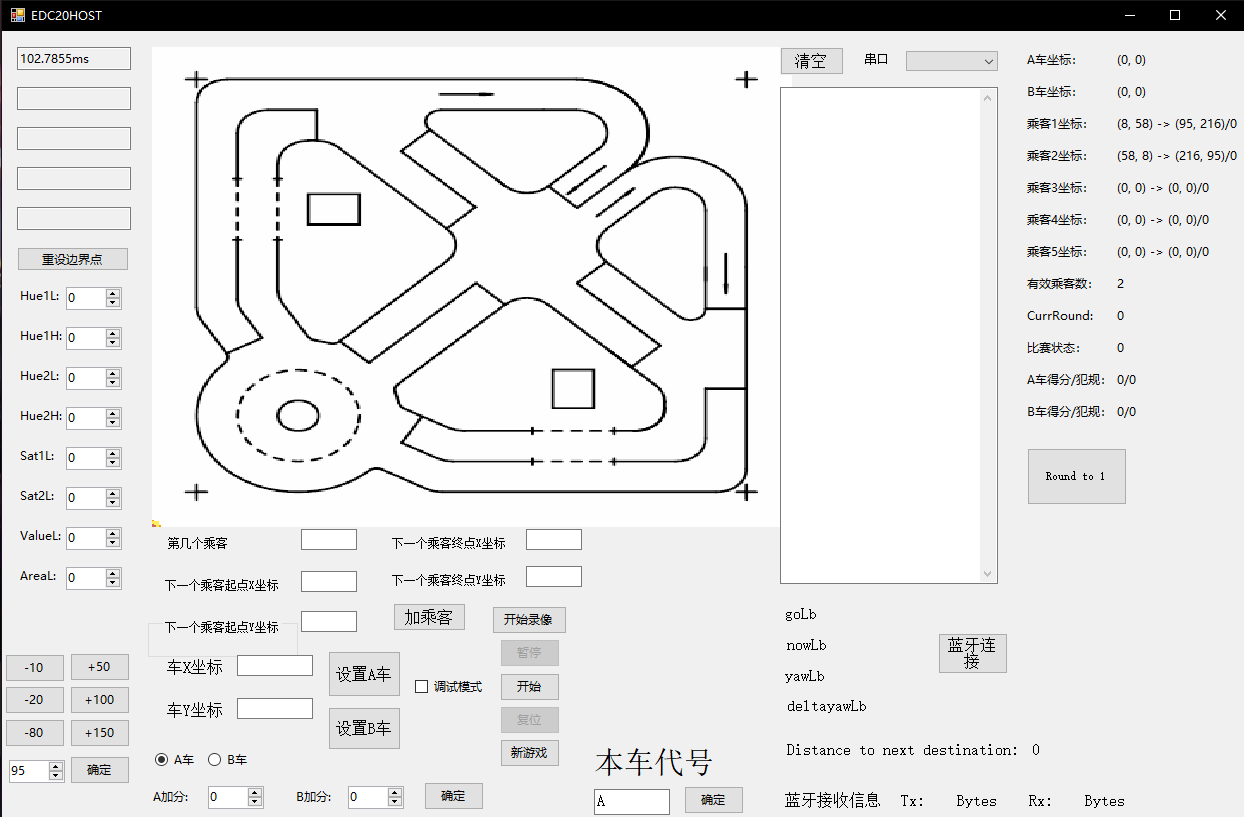 EDC20HOST
102.7855ms
重设边界点
Hue1L: 0
Hue1H: 0
Hue2L: 0
Hue2H: 0
Sat1L: 0
Sat2L: 0
ValueL: 0
AreaL: 0
-10 +50
-20 +100
-80 +150
95 确定
清空 串口
A车坐标: (0, 0)
B车坐标: (0, 0)
乘客1坐标: (8, 58) -> (95, 216)/0
乘客2坐标: (58, 8) -> (216, 95)/0
乘客3坐标: (0, 0) -> (0, 0)/0
乘客4坐标: (0, 0) -> (0, 0)/0
乘客5坐标: (0, 0) -> (0, 0)/0
有效乘客数: 2
CurrRound: 0
比赛状态: 0
A车得分/犯规: 0/0
B车得分/犯规: 0/0
Round to 1
第几个乘客 下一个乘客终点X坐标
下一个乘客起点X坐标 下一个乘客终点Y坐标
下一个乘客起点Y坐标 加乘客 开始录像
车X坐标 设置A车 调试模式 暂停
开始
车Y坐标 设置B车 复位
A车 B车 新游戏
A加分: 0 B加分: 0 确定
本车代号
A 确定
goLb
nowLb
蓝牙连
接
yawLb
deltayawLb
Distance to next destination: 0
蓝牙接收信息 Tx: Bytes Rx: Bytes